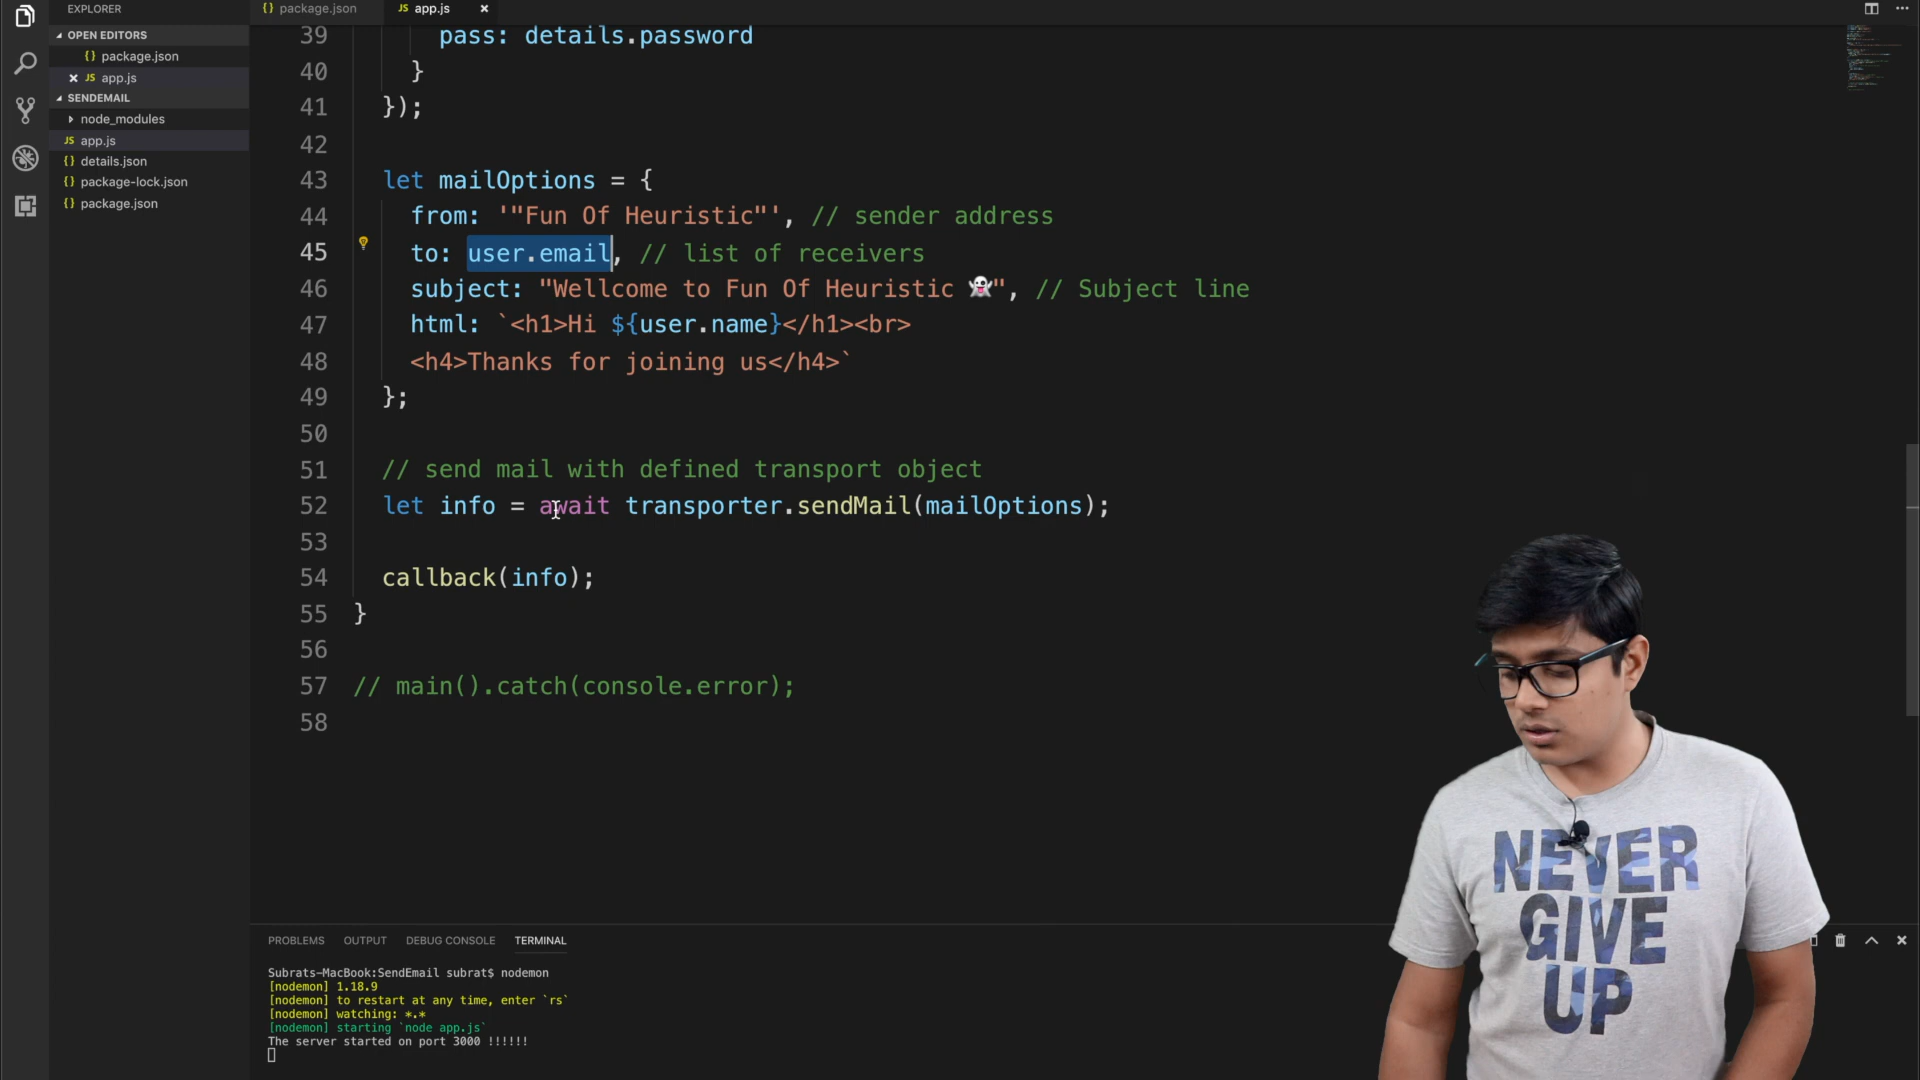 EXPLORER
OPEN EDITORS
{} package.json
JS app.js
SENDEMAIL
node_modules
JS app.js
{} details.json
{} package-lock.json
{} package.json
{} package.json
JS app.js
39 pass: details.password
40 }
41 });
42
43 let mailOptions = {
44 from: '"Fun Of Heuristic"', // sender address
45 to: user.email, // list of receivers
46 subject: "Wellcome to Fun Of Heuristic 👻", // Subject line
47 html: `<h1>Hi ${user.name}</h1><br>
48 <h4>Thanks for joining us</h4>`
49 };
50
51 // send mail with defined transport object
52 let info = await transporter.sendMail(mailOptions);
53
54 callback(info);
55 }
56
57 // main().catch(console.error);
58
PROBLEMS OUTPUT DEBUG CONSOLE TERMINAL
Subrats-MacBook:SendEmail subrat$ nodemon
[nodemon] 1.18.9
[nodemon] to restart at any time, enter `rs`
[nodemon] watching: *.*
[nodemon] starting `node app.js`
The server started on port 3000 !!!!!!
NEVER
GIVE
UP